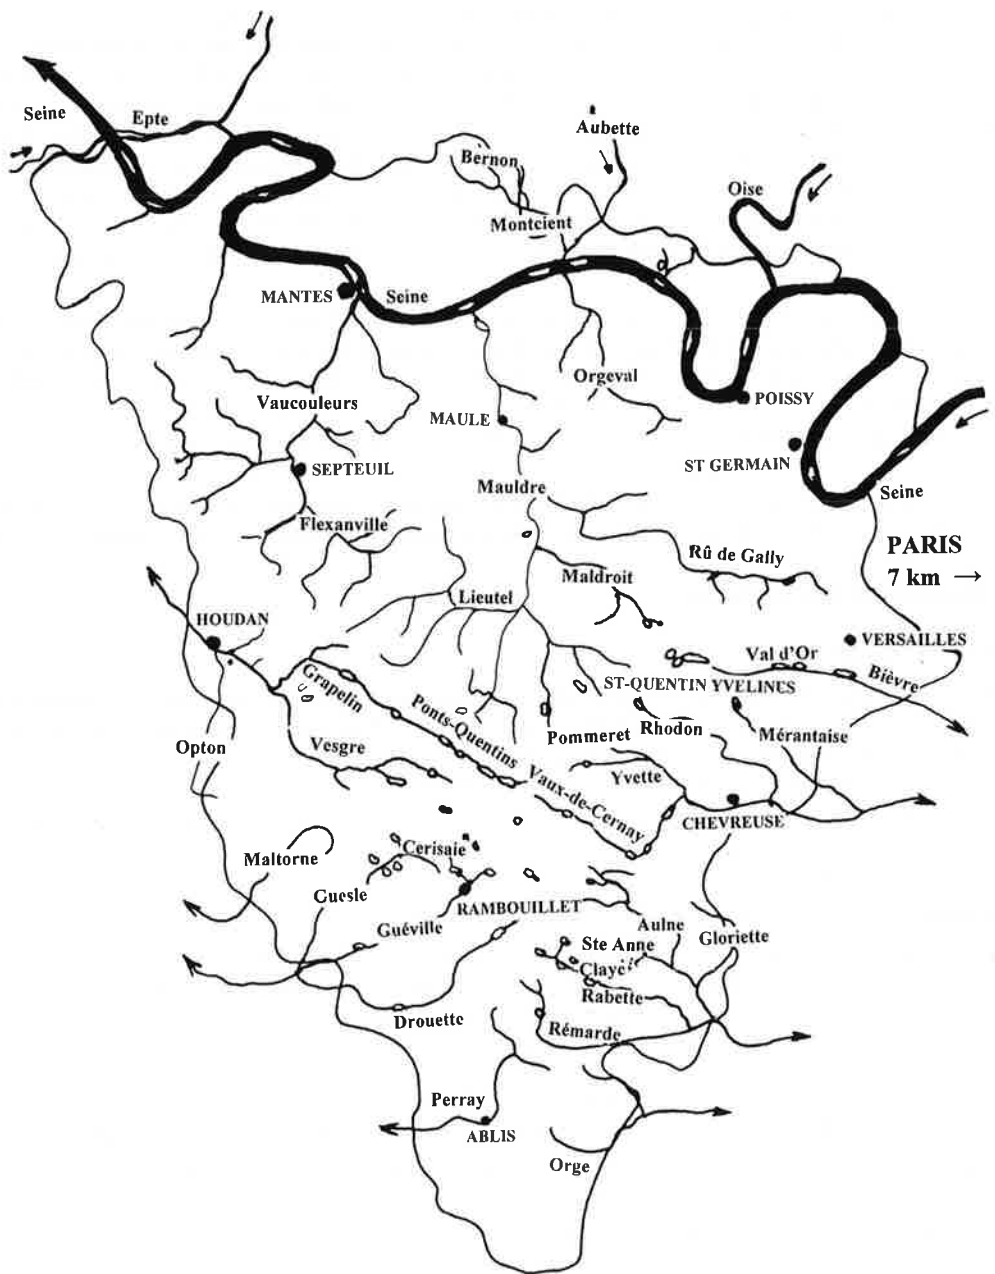 Seine
Epte
Aubette
Bernon
Oise
Montcient
MANTES
Seine
Orgeval
POISSY
Vaucouleurs
MAULE
ST GERMAIN
SEPTEUIL
Mauldre
Seine
Flexanville
PARIS
7 km →
Rû de Gally
Maldroit
Lieutel
HOUDAN
VERSAILLES
Val d'Or
Bièvre
ST-QUENTIN YVELINES
Grapelin
Ponts-Quentins
Pommeret
Rhodon
Mérantaise
Opton
Vesgre
Yvette
Vaux-de-Cernay
CHEVREUSE
Maltorne
Cerisaie
Guesle
RAMBOUILLET
Guéville
Aulne
Gloriette
Ste Anne
Claye
Rabette
Drouette
Rémarde
Perray
ABLIS
Orge